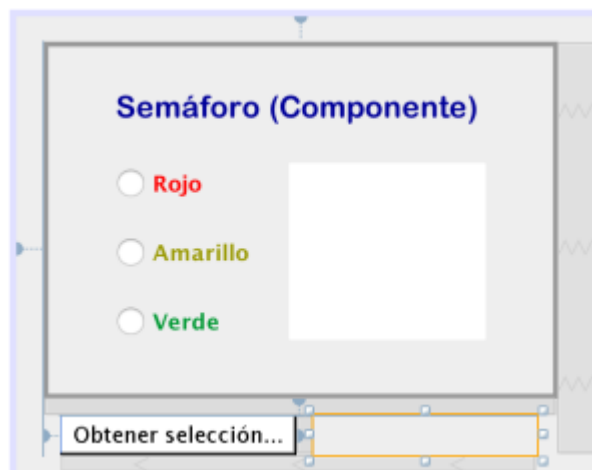 Semáforo (Componente)
Rojo
Amarillo
Verde
Obtener selección...